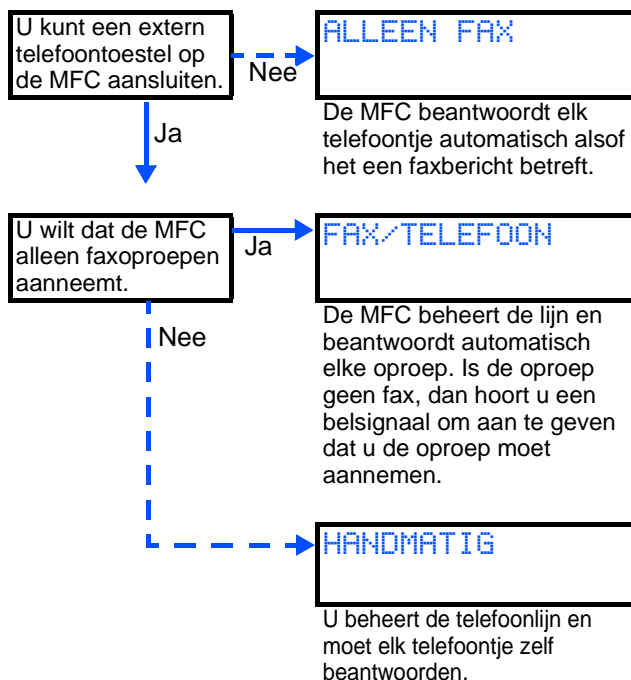 U kunt een extern
telefoontoestel op
de MFC aansluiten.
Nee
ALLEEN FAX
De MFC beantwoordt elk
telefoontje automatisch alsof
het een faxbericht betreft.
Ja
U wilt dat de MFC
alleen faxoproepen
aanneemt.
Ja
FAX/TELEFOON
De MFC beheert de lijn en
beantwoordt automatisch
elke oproep. Is de oproep
geen fax, dan hoort u een
belsignaal om aan te geven
dat u de oproep moet
aannemen.
Nee
HANDMATIG
U beheert de telefoonlijn en
moet elk telefoontje zelf
beantwoorden.